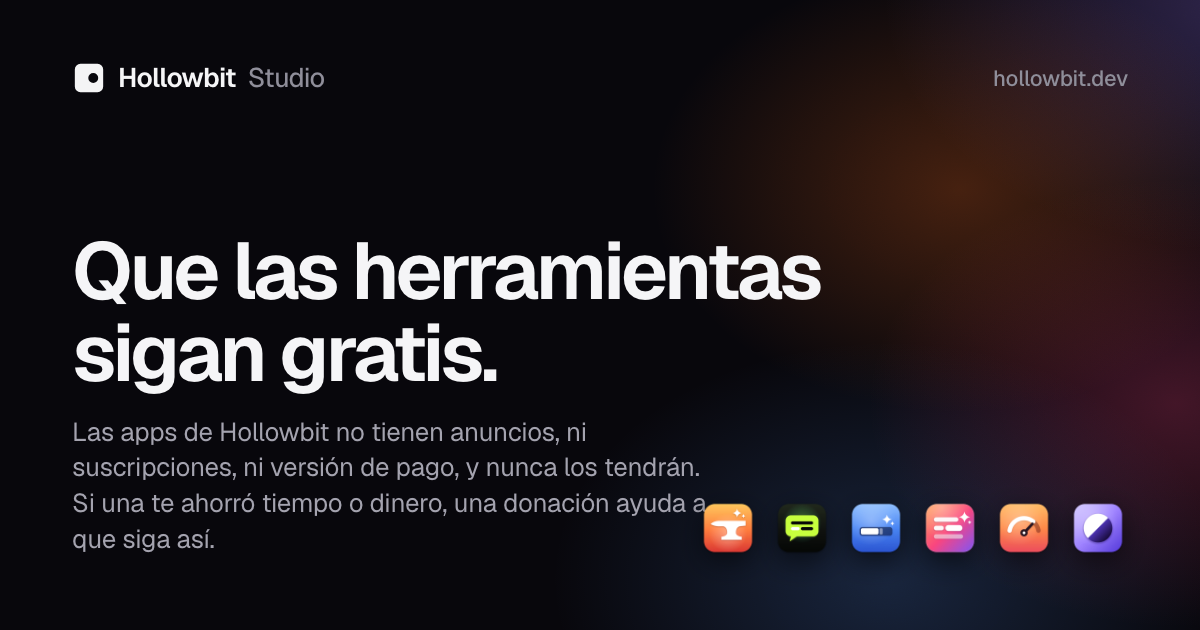 Hollowbit Studio
hollowbit.dev
Que las herramientas
sigan gratis.
Las apps de Hollowbit no tienen anuncios, ni
suscripciones, ni versión de pago, y nunca los tendrán.
Si una te ahorró tiempo o dinero, una donación ayuda a
que siga así.